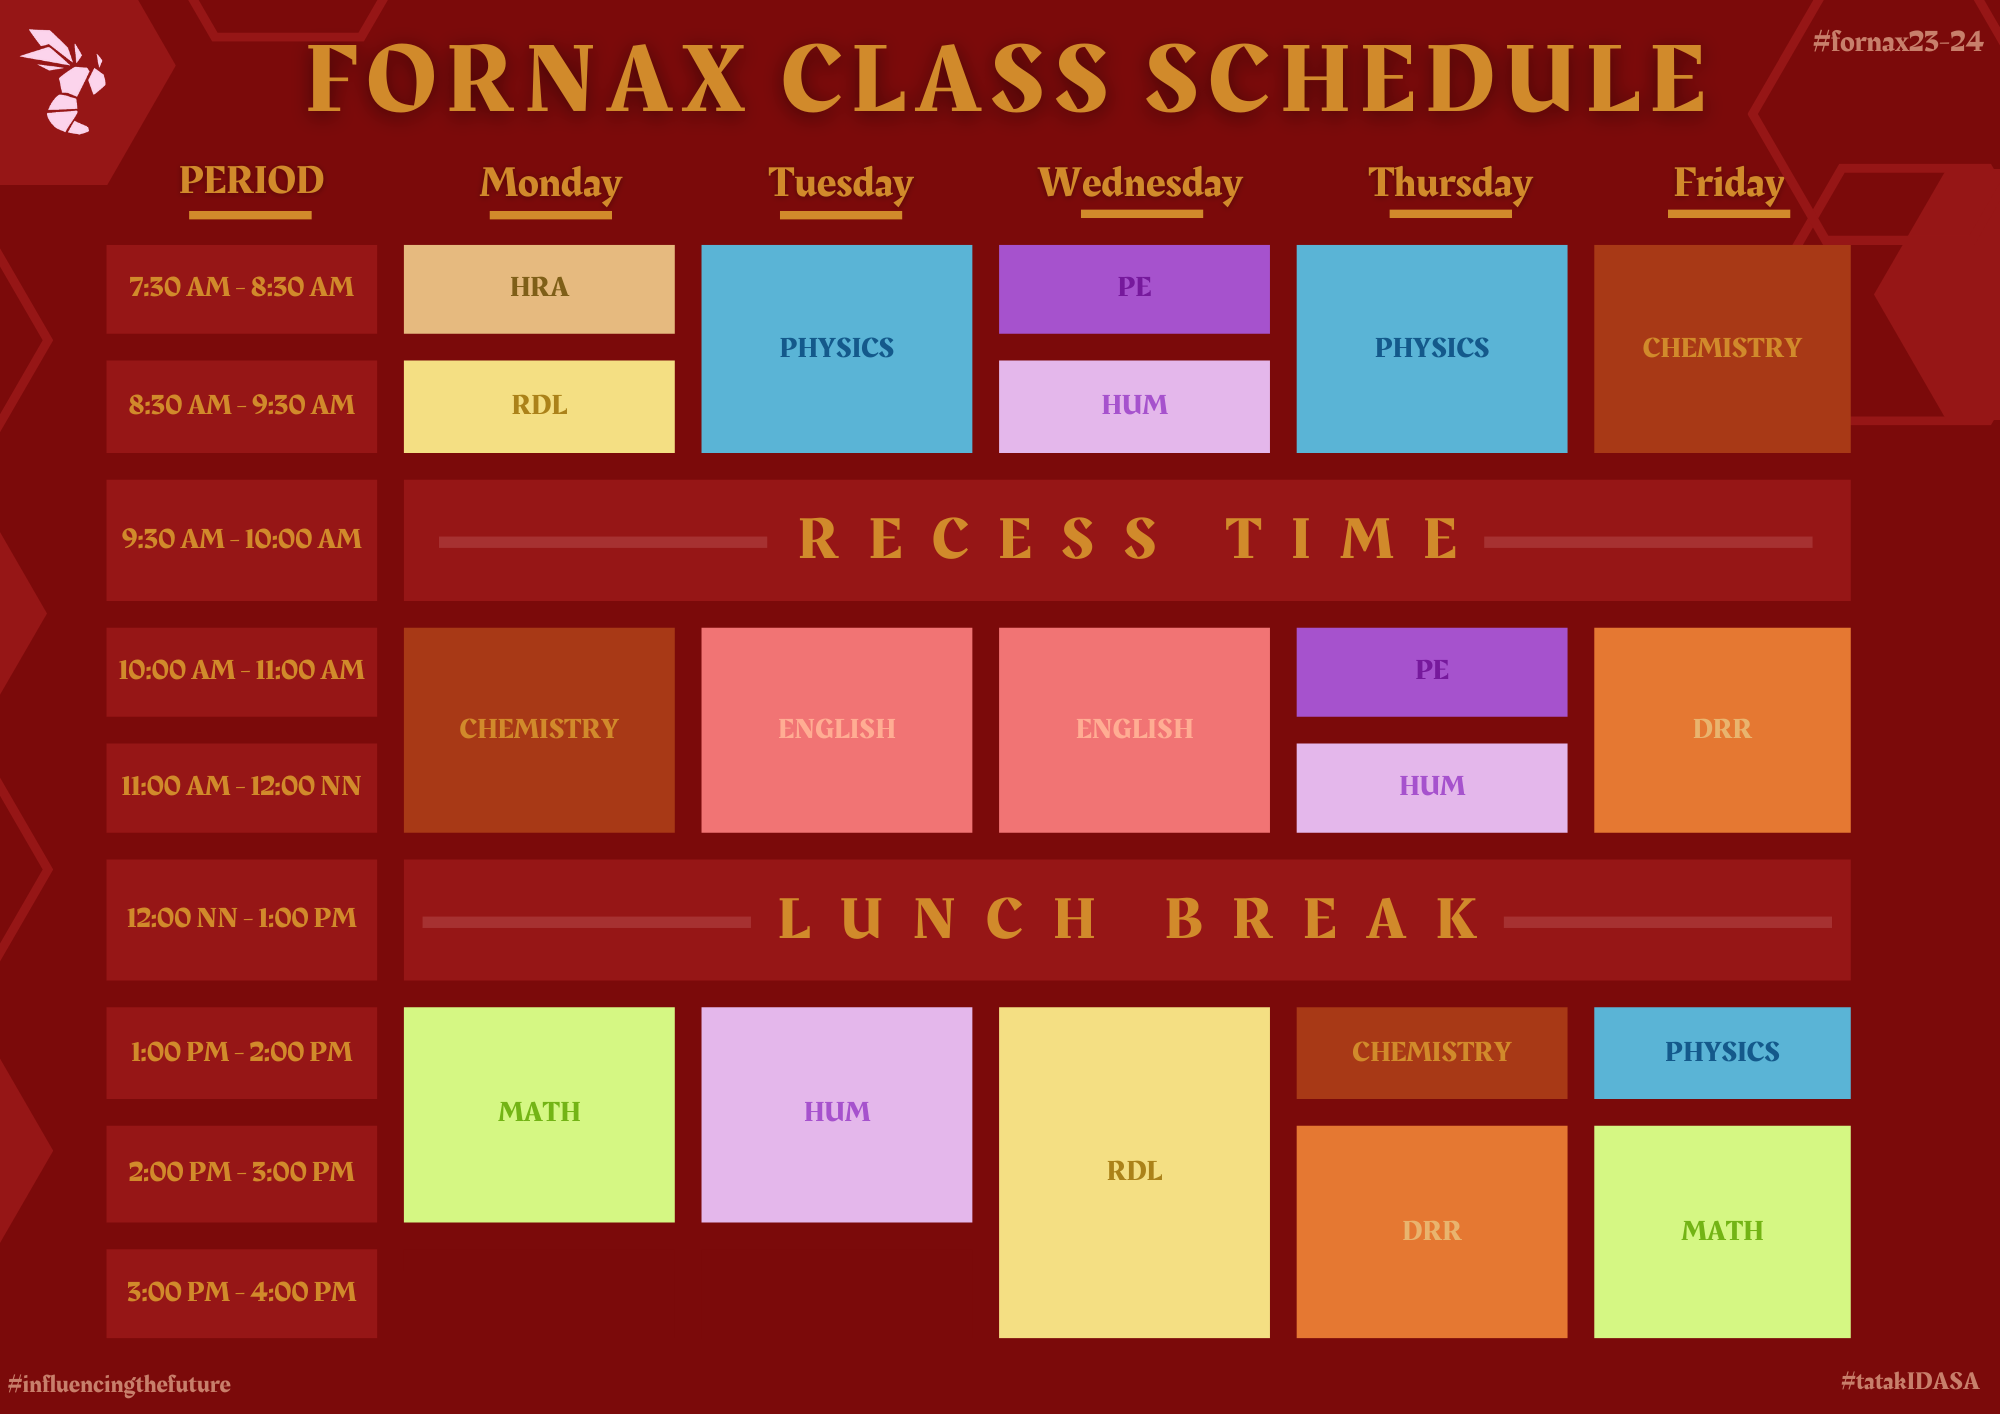 #fornax23-24
FORNAX CLASS SCHEDULE
PERIOD Monday Tuesday Wednesday Thursday Friday
7:30 AM - 8:30 AM HRA PE
PHYSICS PHYSICS CHEMISTRY
8:30 AM - 9:30 AM RDL HUM
9:30 AM - 10:00 AM RECESS TIME
10:00 AM - 11:00 AM PE
CHEMISTRY ENGLISH ENGLISH DRR
11:00 AM - 12:00 NN HUM
12:00 NN - 1:00 PM LUNCH BREAK
1:00 PM - 2:00 PM CHEMISTRY PHYSICS
MATH HUM
2:00 PM - 3:00 PM RDL
DRR MATH
3:00 PM - 4:00 PM
#influencingthefuture #tatakIDASA